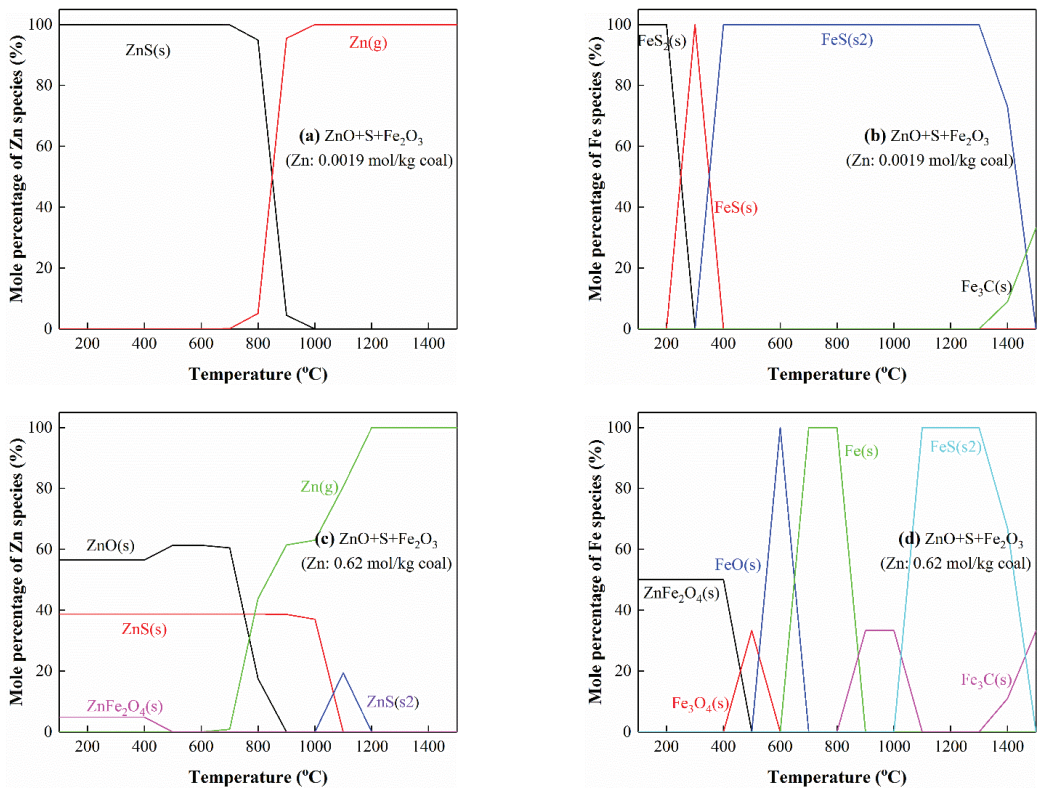 100
80
60
40
20
0
Mole percentage of Zn species (%)
ZnS(s)
Zn(g)
(a) ZnO+S+Fe₂O₃
(Zn: 0.0019 mol/kg coal)
200 400 600 800 1000 1200 1400
Temperature (⁰C)
100
80
60
40
20
0
Mole percentage of Fe species (%)
FeS₂(s)
FeS(s2)
(b) ZnO+S+Fe₂O₃
(Zn: 0.0019 mol/kg coal)
FeS(s)
Fe₃C(s)
200 400 600 800 1000 1200 1400
Temperature (⁰C)
100
80
60
40
20
0
Mole percentage of Zn species (%)
Zn(g)
ZnO(s)
(c) ZnO+S+Fe₂O₃
(Zn: 0.62 mol/kg coal)
ZnS(s)
ZnFe₂O₄(s)
ZnS(s2)
200 400 600 800 1000 1200 1400
Temperature (⁰C)
100
80
60
40
20
0
Mole percentage of Fe species (%)
Fe(s)
FeS(s2)
(d) ZnO+S+Fe₂O₃
(Zn: 0.62 mol/kg coal)
FeO(s)
ZnFe₂O₄(s)
Fe₃O₄(s)
Fe₃C(s)
200 400 600 800 1000 1200 1400
Temperature (⁰C)